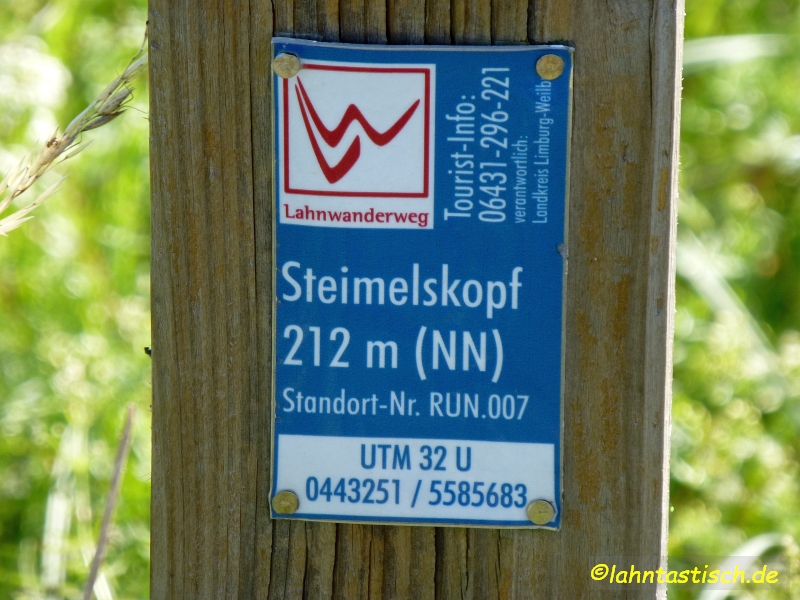 Lahnwanderweg
Tourist-Info:
06431-296-221
verantwortlich:
Landkreis Limburg-Weilb
Steimelskopf
212 m (NN)
Standort-Nr. RUN.007
UTM 32 U
0443251 / 5585683
©lahntastisch.de